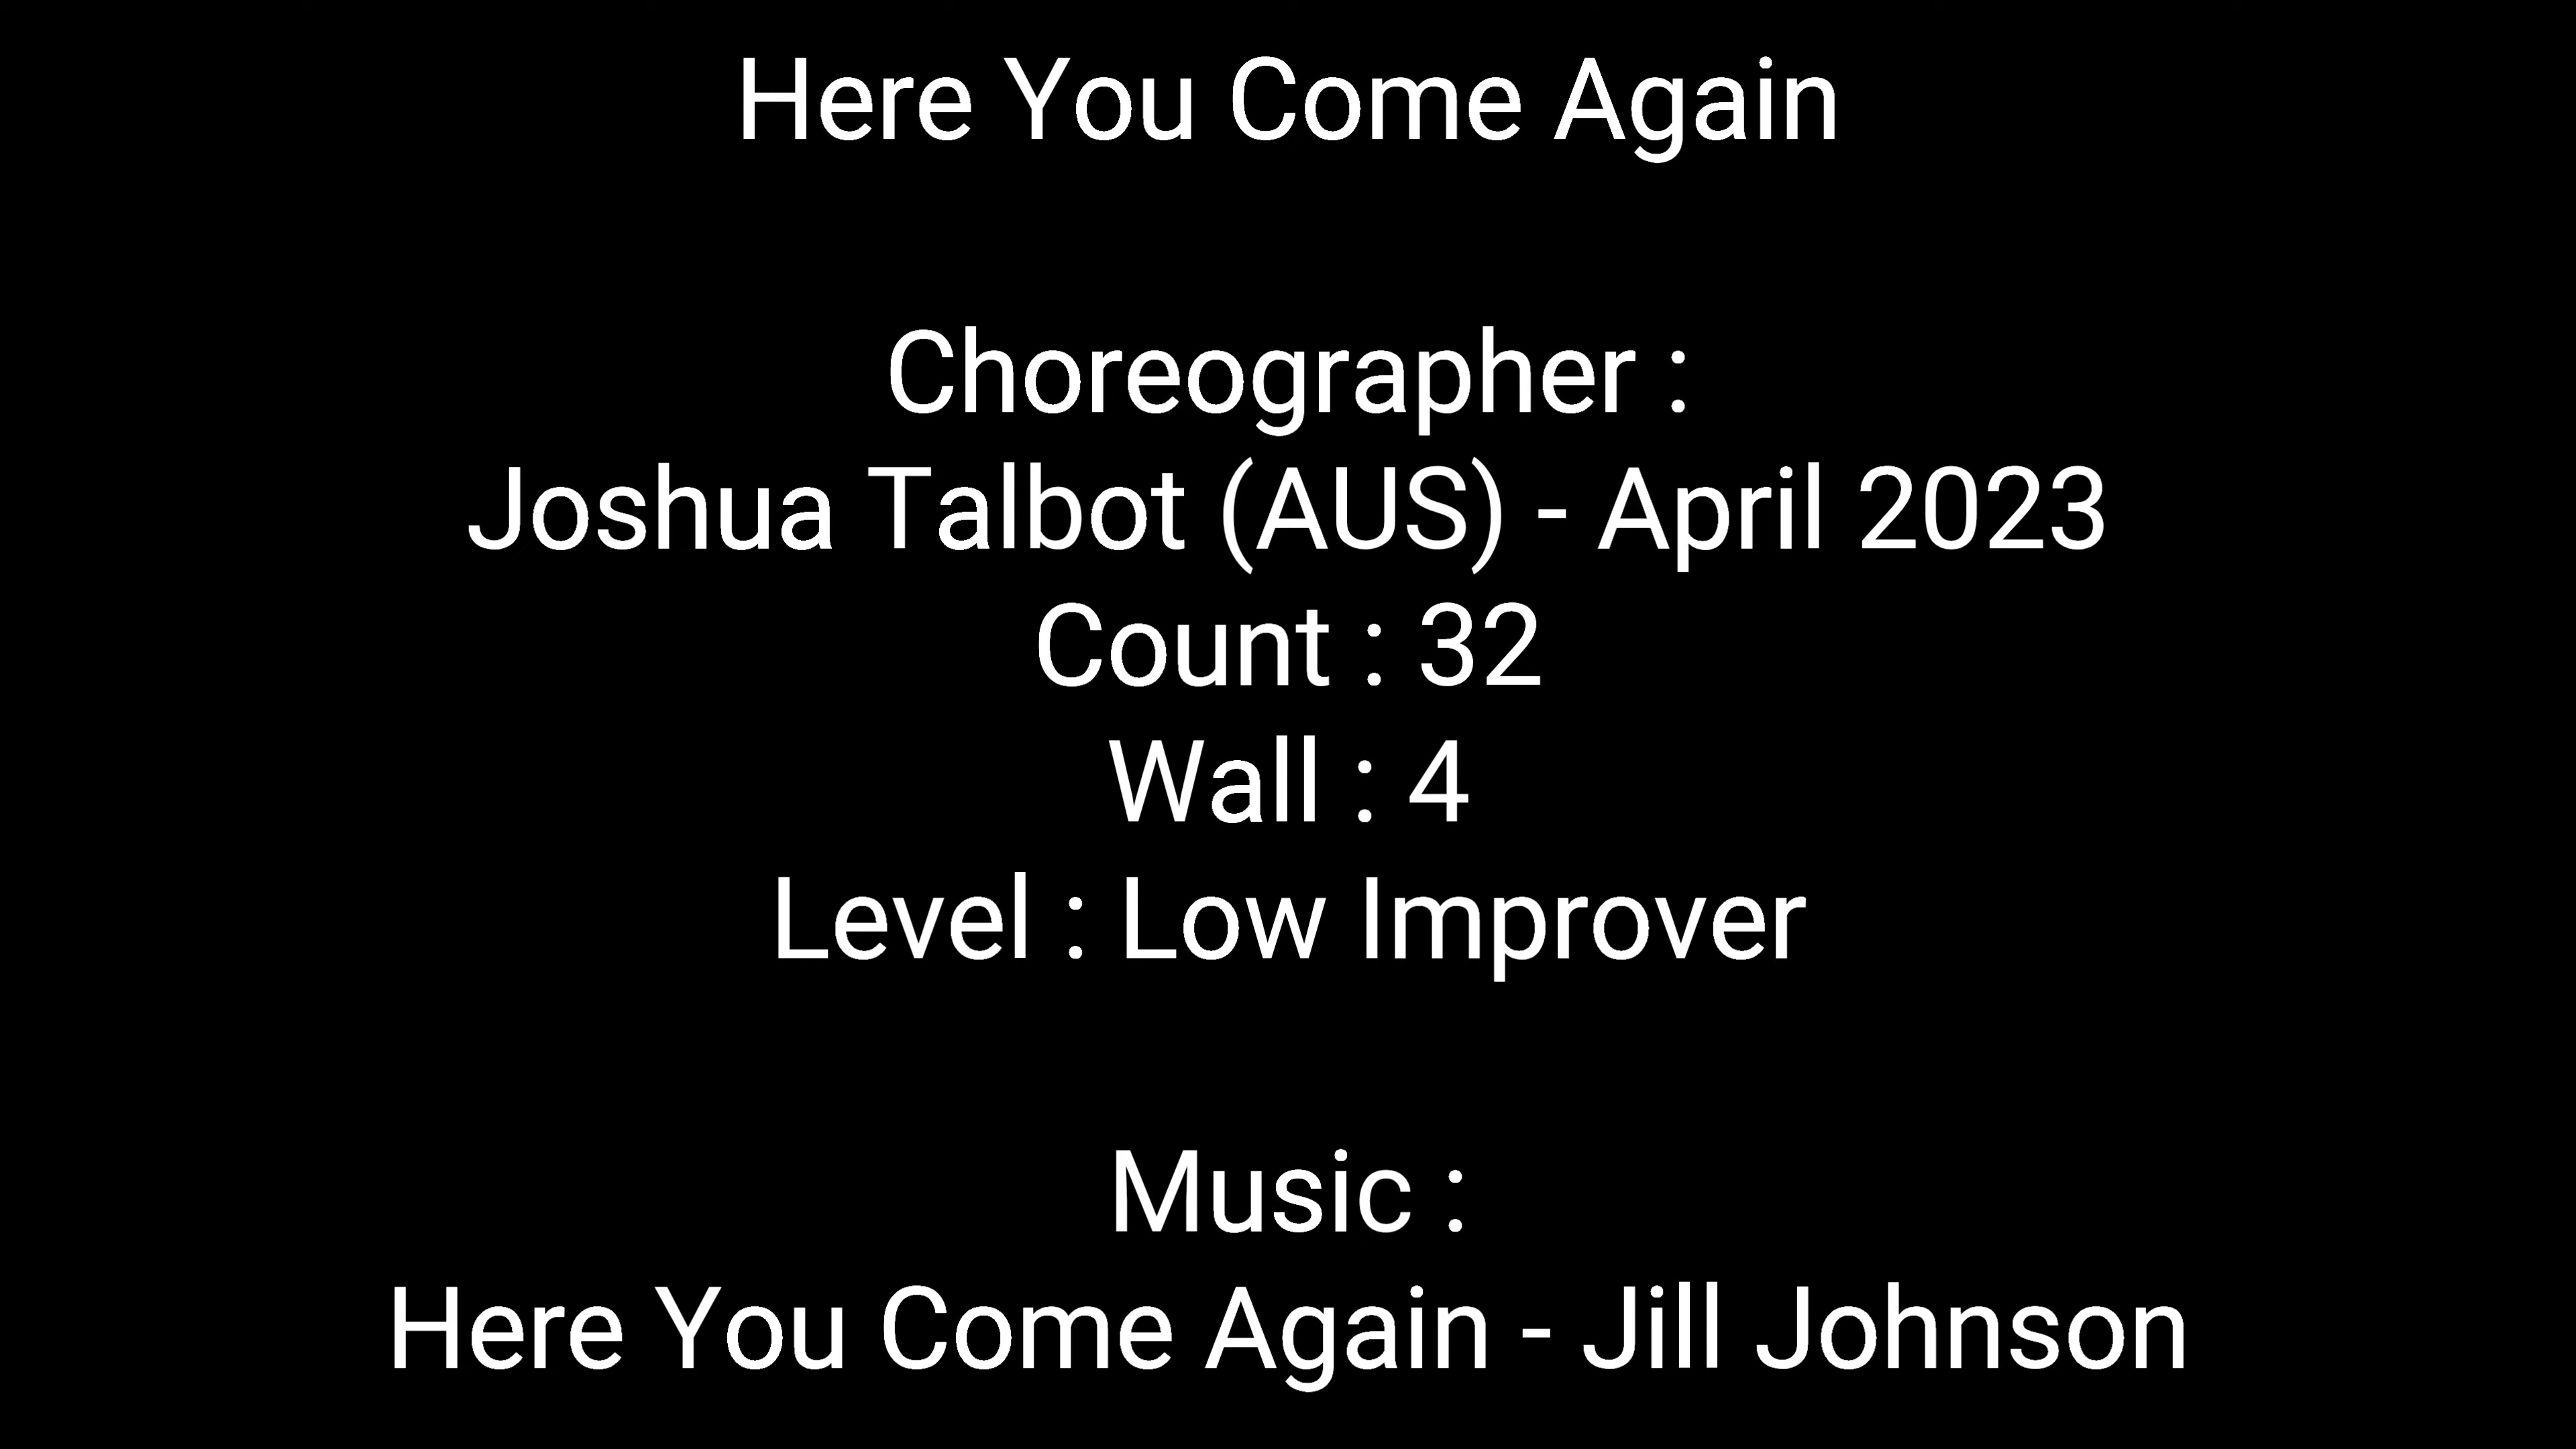 Here You Come Again
Choreographer :
Joshua Talbot (AUS) - April 2023
Count : 32
Wall : 4
Level : Low Improver
Music :
Here You Come Again - Jill Johnson